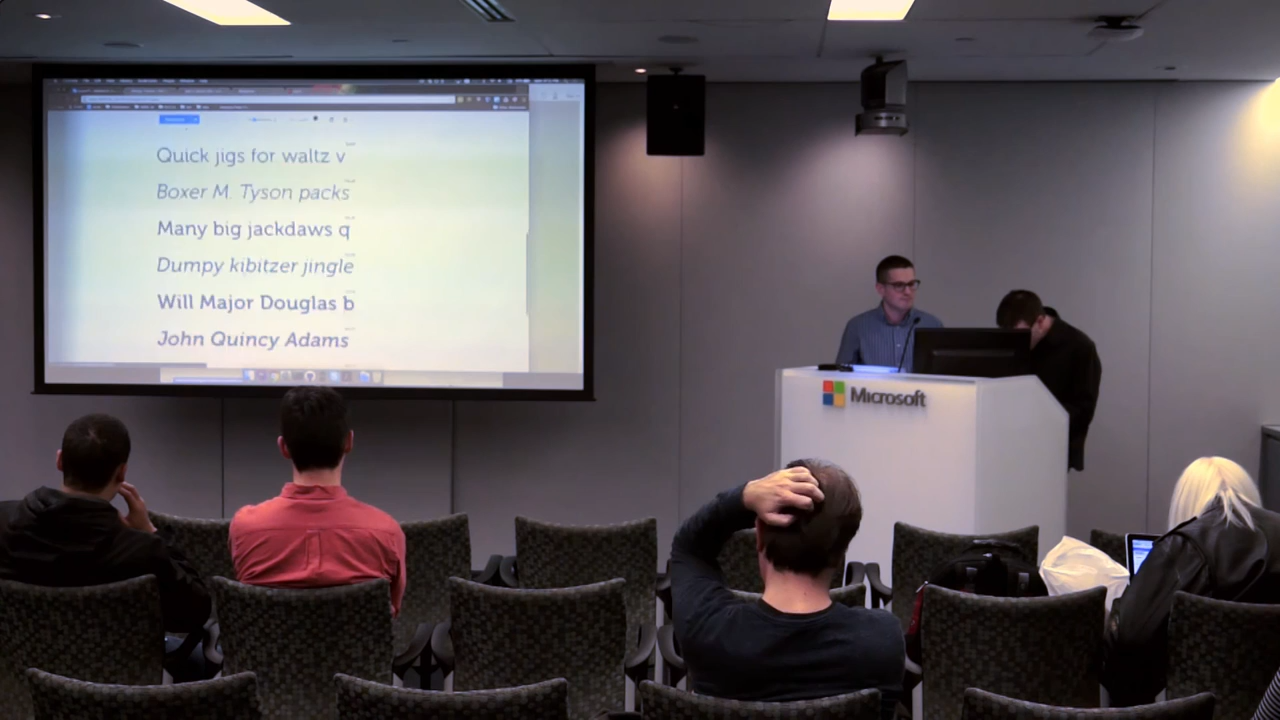 Quick jigs for waltz v
Boxer M. Tyson packs
Many big jackdaws q
Dumpy kibitzer jingle
Will Major Douglas b
John Quincy Adams
Microsoft